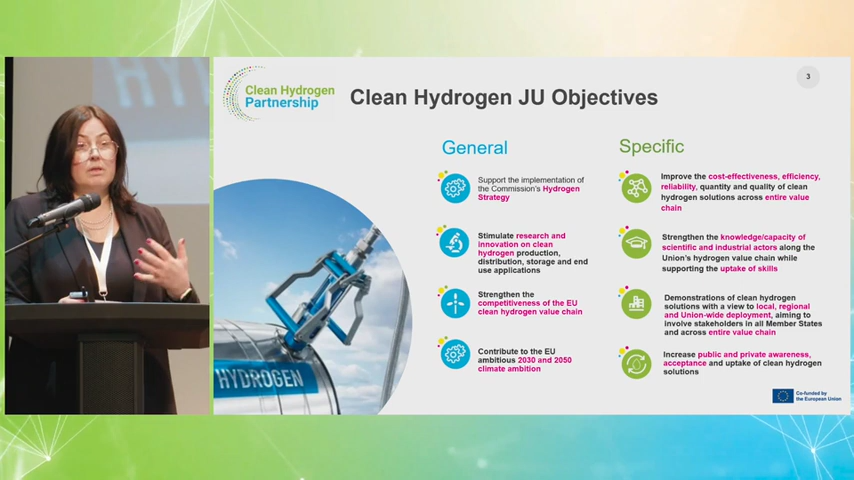 3
Clean Hydrogen
Partnership
Clean Hydrogen JU Objectives
General
Support the implementation of
the Commission's Hydrogen
Strategy
Stimulate research and
innovation on clean
hydrogen production,
distribution, storage and end
use applications
Strengthen the
competitiveness of the EU
clean hydrogen value chain
Contribute to the EU
ambitious 2030 and 2050
climate ambition
Specific
Improve the cost-effectiveness, efficiency,
reliability, quantity and quality of clean
hydrogen solutions across entire value
chain
Strengthen the knowledge/capacity of
scientific and industrial actors along the
Union's hydrogen value chain while
supporting the uptake of skills
Demonstrations of clean hydrogen
solutions with a view to local, regional
and Union-wide deployment, aiming to
involve stakeholders in all Member States
and across entire value chain
Increase public and private awareness,
acceptance and uptake of clean hydrogen
solutions
HYDROGEN
Co-funded by
the European Union